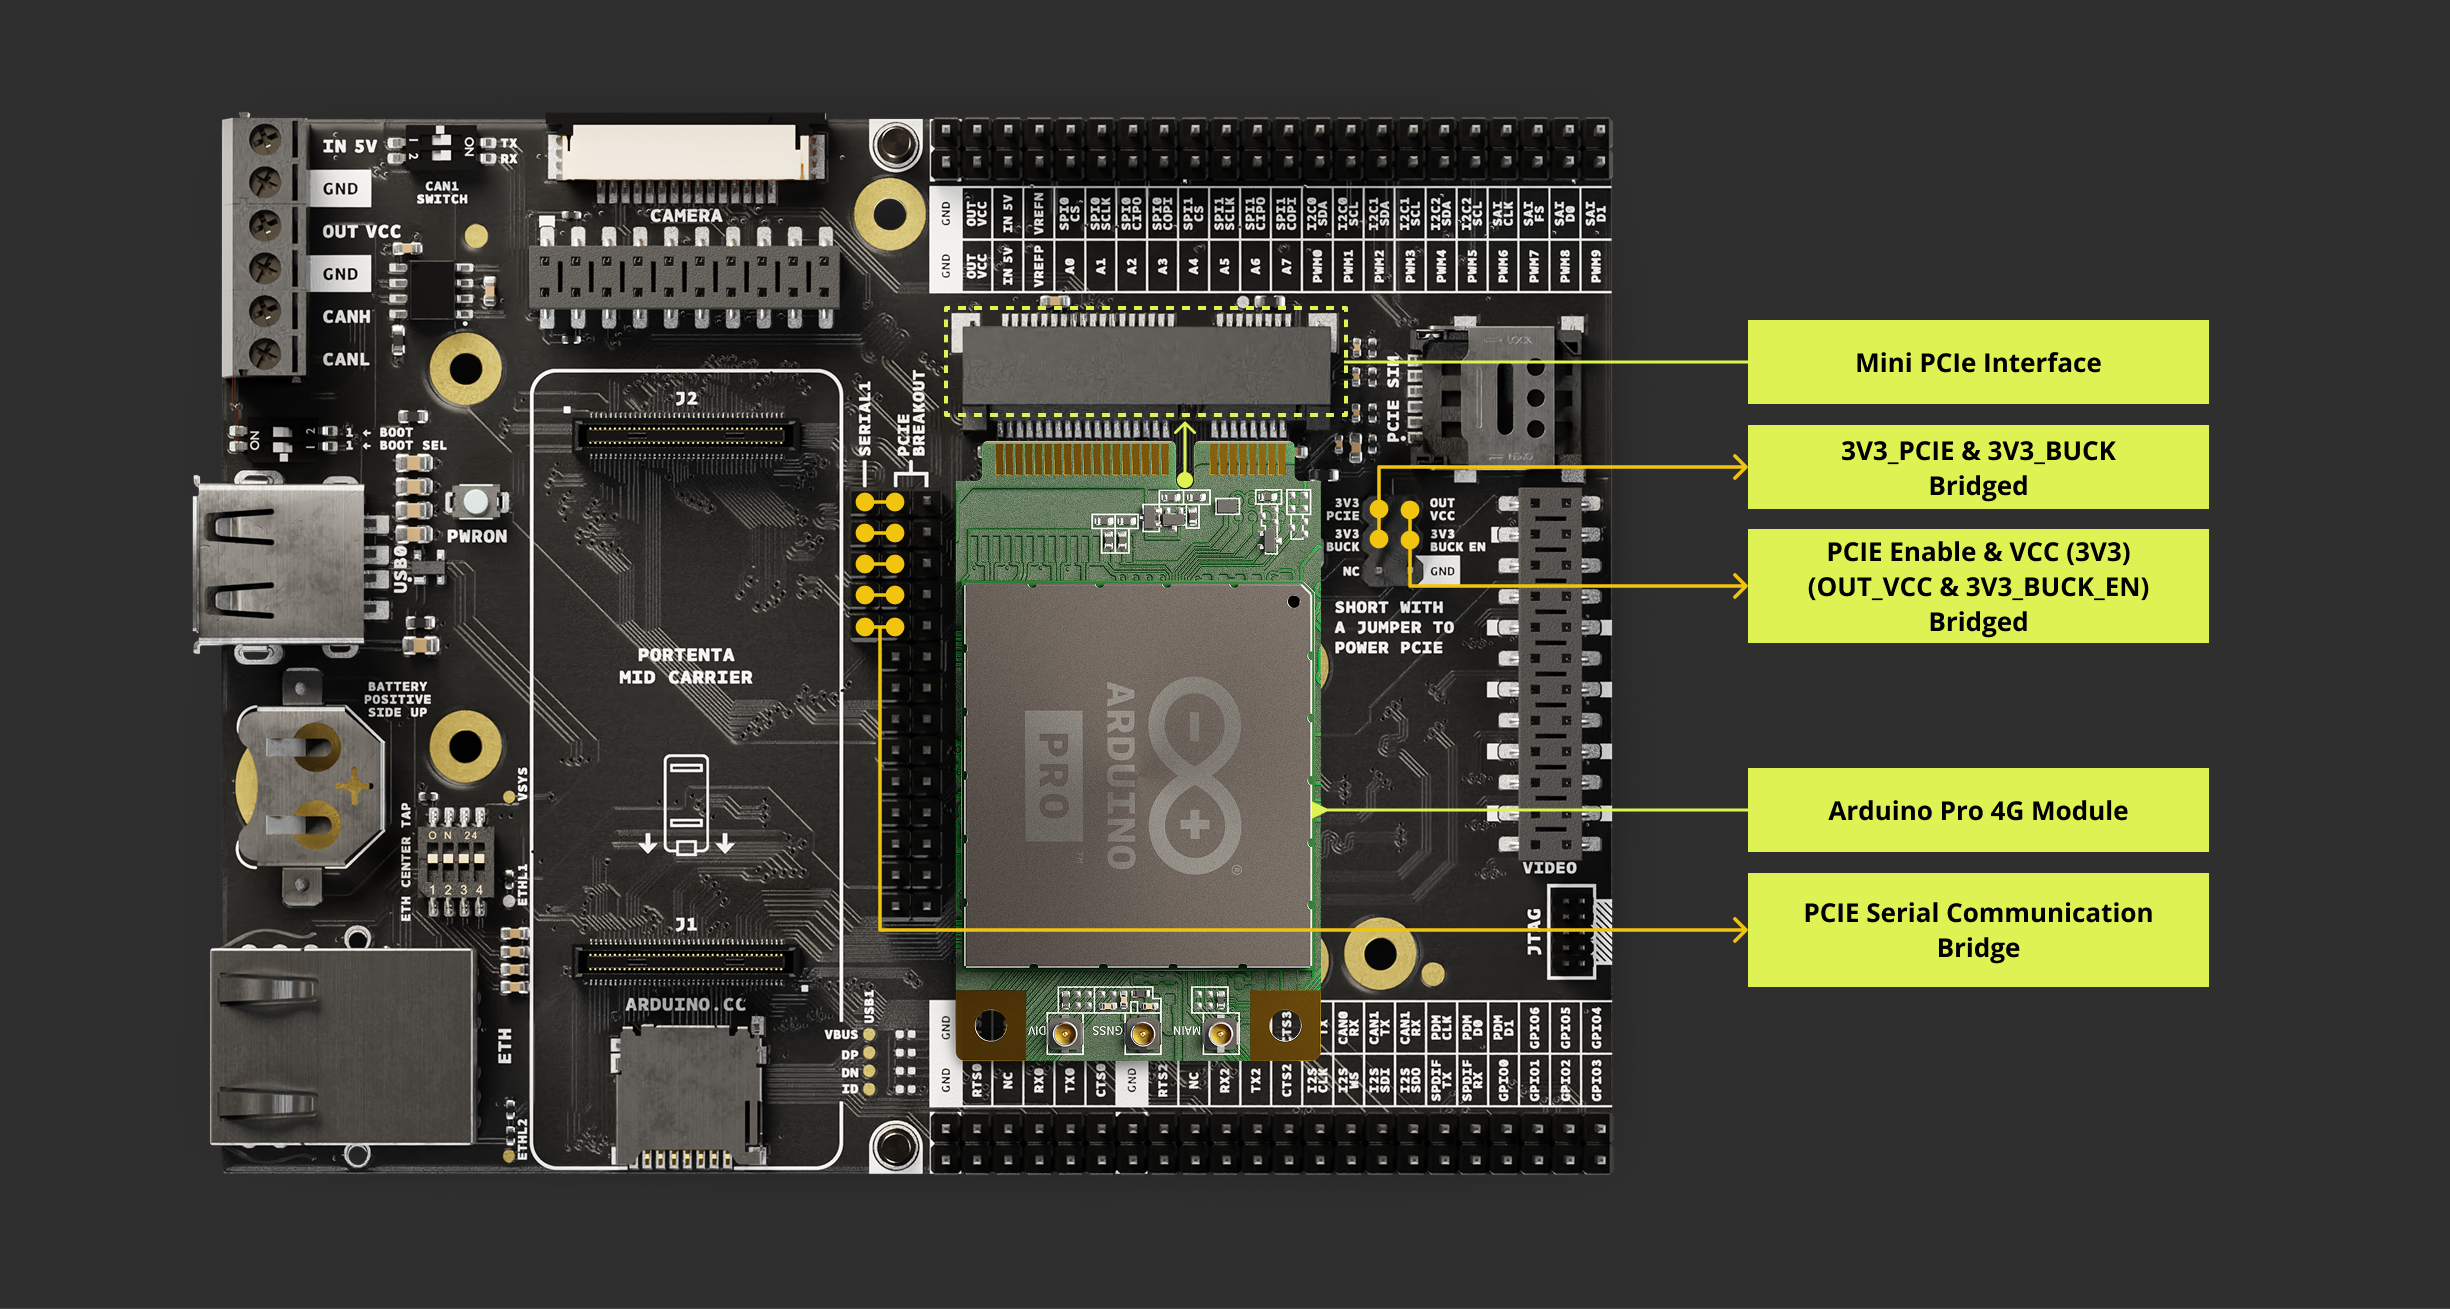 IN 5V
GND
OUT VCC
GND
CANH
CANL
1 2
ON
TX
RX
CAN1
SWITCH
CAMERA
GND
OUT VCC
IN 5V
VREFN
SPI0 CS
SPI0 SCLK
SPI0 CIPO
SPI0 COPI
SPI1 CS
SPI1 SCLK
SPI1 CIPO
SPI1 COPI
I2C0 SDA
I2C0 SCL
I2C1 SDA
I2C1 SCL
I2C2 SDA
I2C2 SCL
SAI CLK
SAI FS
SAI D0
SAI D1
GND
OUT VCC
IN 5V
VREFP
A0
A1
A2
A3
A4
A5
A6
A7
PWM0
PWM1
PWM2
PWM3
PWM4
PWM5
PWM6
PWM7
PWM8
PWM9
ON
1 2
1 ← BOOT
1 ← BOOT SEL
PWRON
USB0
BATTERY
POSITIVE
SIDE UP
VSYS
ETH CENTER TAP
O N 24
1 2 3 4
ETHL1
ETH
ETHL2
J2
PORTENTA
MID CARRIER
J1
ARDUINO.CC
SERIAL1
PCIE
BREAKOUT
USB1
VBUS
DP
DN
ID
PCIE SIM
LOCK
OPEN
3V3
PCIE
3V3
BUCK
NC
OUT
VCC
3V3
BUCK EN
GND
SHORT WITH
A JUMPER TO
POWER PCIE
ARDUINO
PRO
™
®
DIV
GNSS
MAIN
VIDEO
JTAG
GND
CTS3
TX
CAN0 RX
CAN1 TX
CAN1 RX
PDM CLK
PDM D0
PDM D1
GPIO6
GPIO5
GPIO4
GND
RTS0
NC
RX0
TX0
CTS0
GND
RTS2
NC
RX2
TX2
CTS2
I2S CLK
I2S WS
I2S SDI
I2S SDO
SPDIF TX
SPDIF RX
GPIO0
GPIO1
GPIO2
GPIO3
Mini PCIe Interface
3V3_PCIE & 3V3_BUCK
Bridged
PCIE Enable & VCC (3V3)
(OUT_VCC & 3V3_BUCK_EN)
Bridged
Arduino Pro 4G Module
PCIE Serial Communication
Bridge